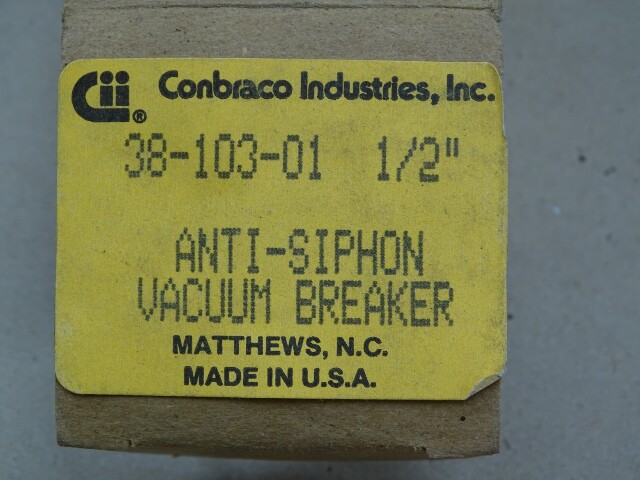 Cii® Conbraco Industries, Inc.
38-103-01 1/2"
ANTI-SIPHON
VACUUM BREAKER
MATTHEWS, N.C.
MADE IN U.S.A.